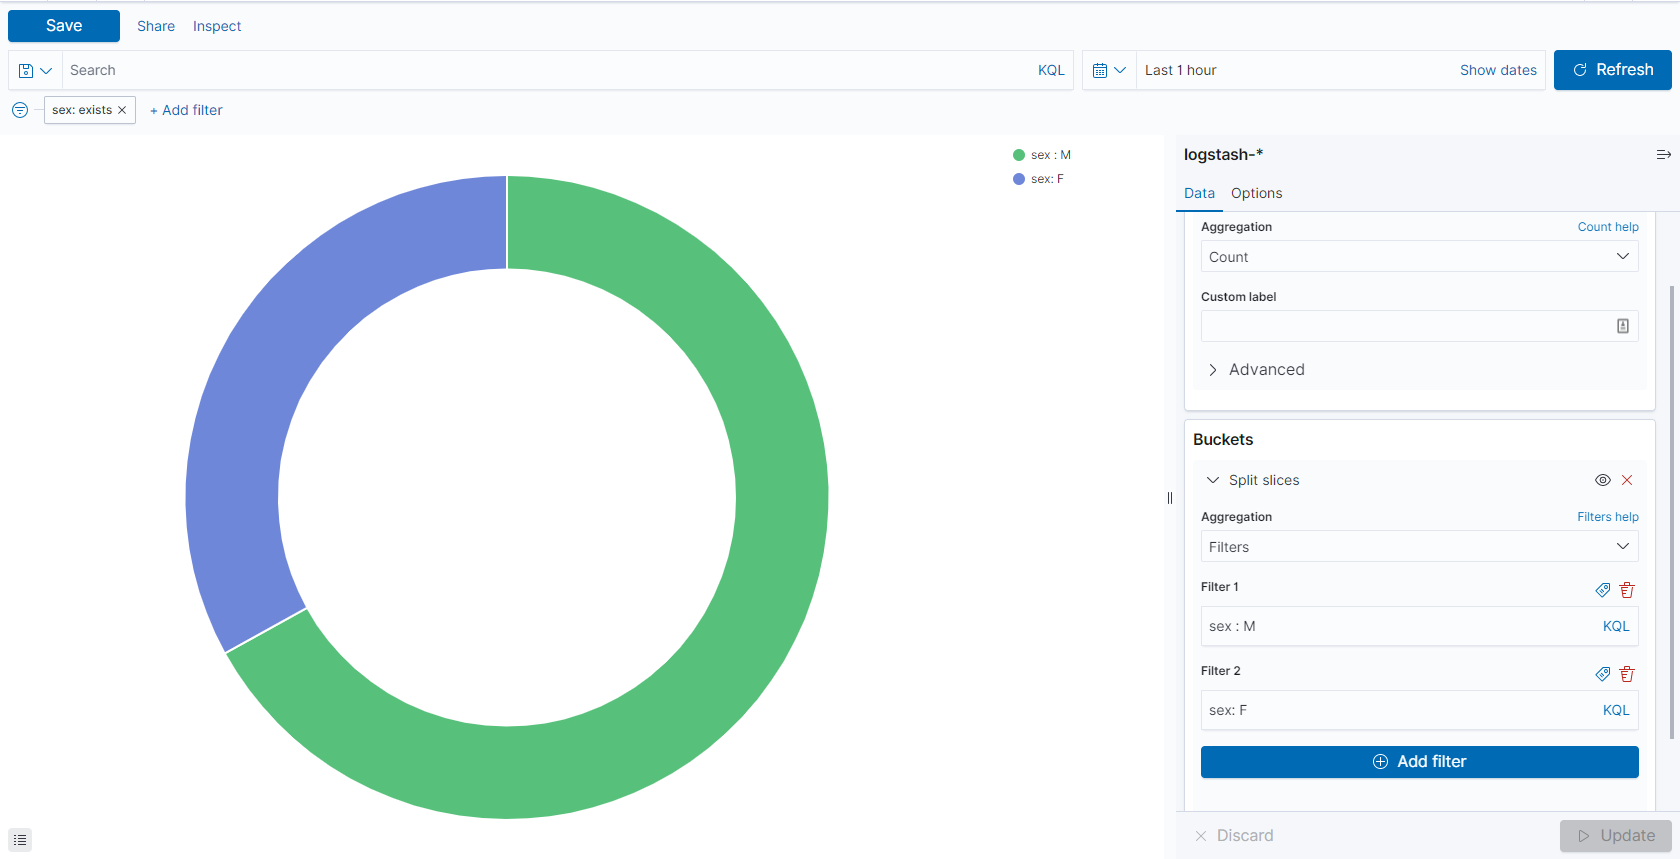 Save Share Inspect
Search KQL Last 1 hour Show dates Refresh
sex: exists × + Add filter
sex : M
sex: F
logstash-*
Data Options
Aggregation Count help
Count
Custom label
Advanced
Buckets
Split slices
Aggregation Filters help
Filters
Filter 1
sex : M KQL
Filter 2
sex: F KQL
Add filter
Discard Update